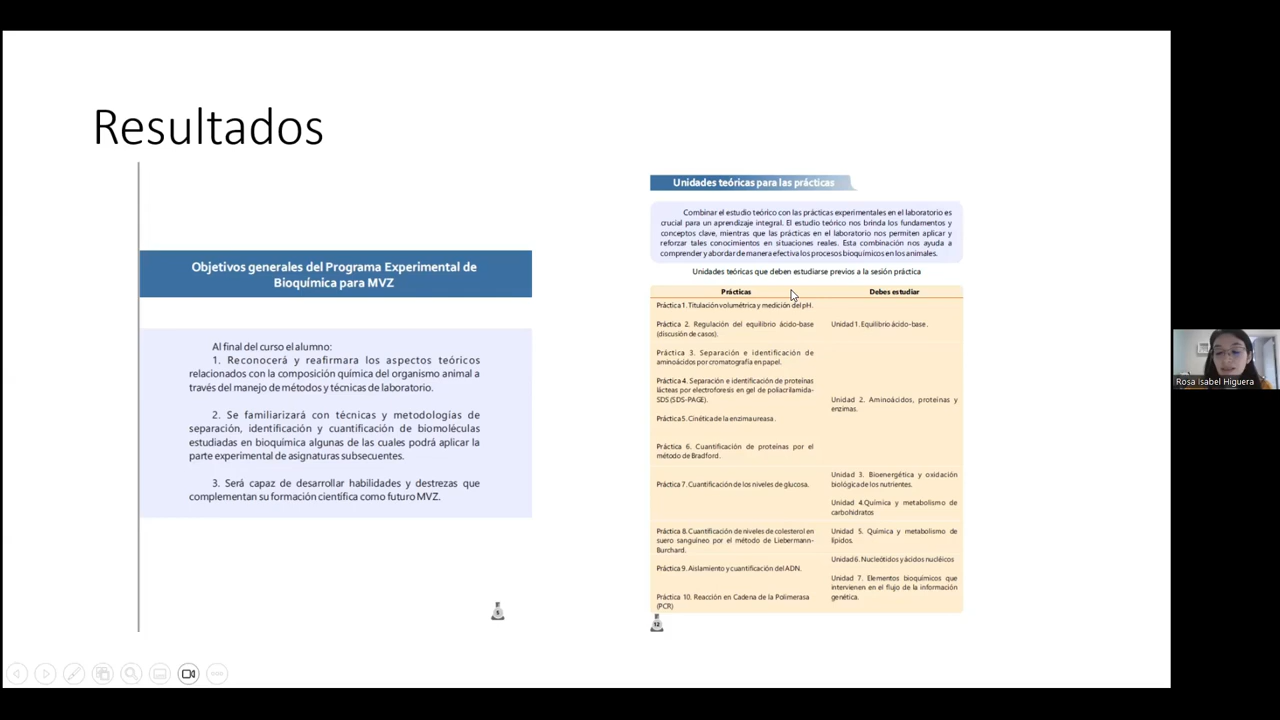 Resultados
Objetivos generales del Programa Experimental de
Bioquímica para MVZ
Al final del curso el alumno:
1. Reconocerá y reafirmara los aspectos teóricos
relacionados con la composición química del organismo animal a
través del manejo de métodos y técnicas de laboratorio.
2. Se familiarizará con técnicas y metodologías de
separación, identificación y cuantificación de biomoléculas
estudiadas en bioquímica algunas de las cuales podrá aplicar la
parte experimental de asignaturas subsecuentes.
3. Será capaz de desarrollar habilidades y destrezas que
complementan su formación científica como futuro MVZ.
5
Unidades teóricas para las prácticas
Combinar el estudio teórico con las prácticas experimentales en el laboratorio es
crucial para un aprendizaje integral. El estudio teórico nos brinda los fundamentos y
conceptos clave, mientras que las prácticas en el laboratorio nos permiten aplicar y
reforzar tales conocimientos en situaciones reales. Esta combinación nos ayuda a
comprender y abordar de manera efectiva los procesos bioquímicos en los animales.
Unidades teóricas que deben estudiarse previos a la sesión práctica
Prácticas Debes estudiar
Práctica 1. Titulación volumétrica y medición del pH.
Práctica 2. Regulación del equilibrio ácido-base
(discusión de casos).
Unidad 1. Equilibrio ácido-base.
Práctica 3. Separación e identificación de
aminoácidos por cromatografía en papel.
Práctica 4. Separación e identificación de proteínas
lácteas por electroforesis en gel de poliacrilamida-
SDS (SDS-PAGE).
Práctica 5. Cinética de la enzima ureasa.
Práctica 6. Cuantificación de proteínas por el
método de Bradford.
Unidad 2. Aminoácidos, proteínas y
enzimas.
Práctica 7. Cuantificación de los niveles de glucosa.
Unidad 3. Bioenergética y oxidación
biológica de los nutrientes.
Unidad 4.Química y metabolismo de
carbohidratos
Práctica 8. Cuantificación de niveles de colesterol en
suero sanguíneo por el método de Liebermann-
Burchard.
Unidad 5. Química y metabolismo de
lípidos.
Práctica 9. Aislamiento y cuantificación del ADN.
Práctica 10. Reacción en Cadena de la Polimerasa
(PCR)
Unidad 6. Nucleótidos y ácidos nucléicos
Unidad 7. Elementos bioquímicos que
intervienen en el flujo de la información
genética.
12
Rosa Isabel Higuera